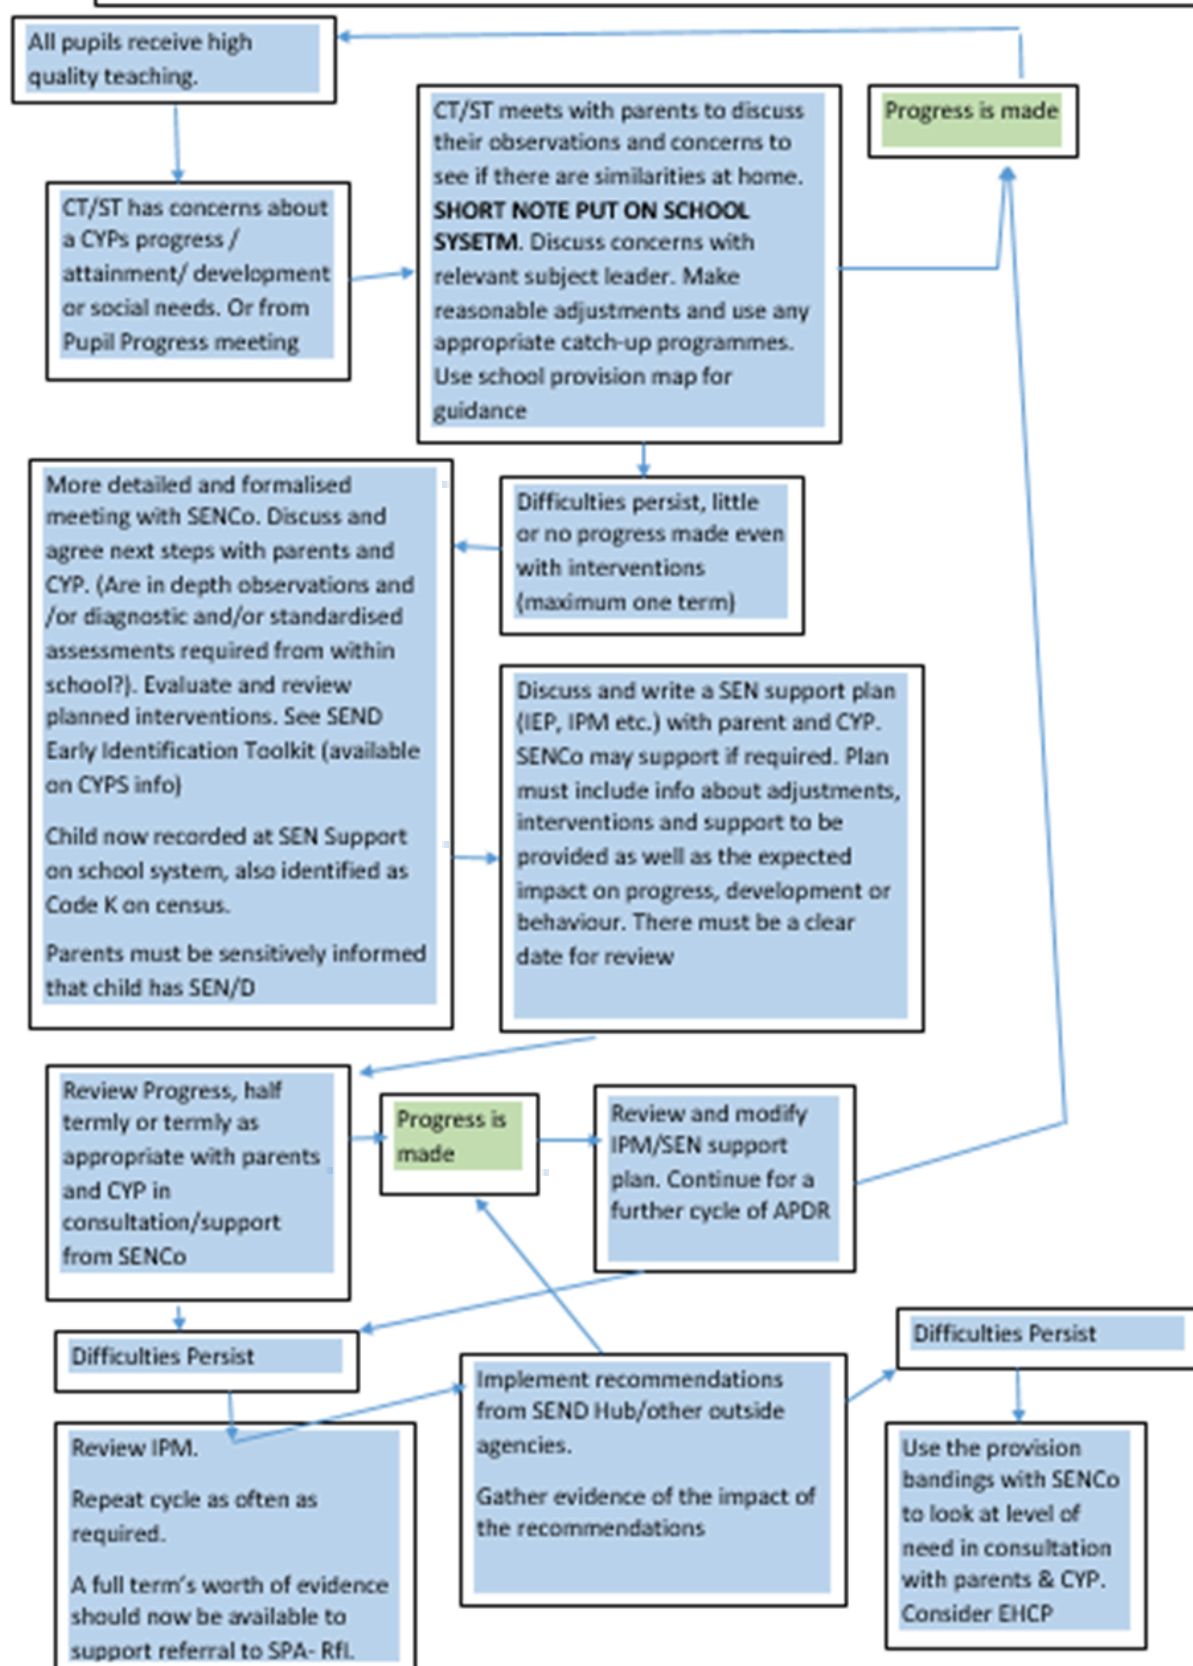 All pupils receive high
quality teaching.
Progress is made
CT/ST has concerns about
a CYPs progress /
attainment/ development
or social needs. Or from
Pupil Progress meeting
CT/ST meets with parents to discuss
their observations and concerns to
see if there are similarities at home.
SHORT NOTE PUT ON SCHOOL
SYSETM. Discuss concerns with
relevant subject leader. Make
reasonable adjustments and use any
appropriate catch-up programmes.
Use school provision map for
guidance
Difficulties persist, little
or no progress made even
with interventions
(maximum one term)
More detailed and formalised
meeting with SENCo. Discuss and
agree next steps with parents and
CYP. (Are in depth observations and
/or diagnostic and/or standardised
assessments required from within
school?). Evaluate and review
planned interventions. See SEND
Early Identification Toolkit (available
on CYPS info)
Child now recorded at SEN Support
on school system, also identified as
Code K on census.
Parents must be sensitively informed
that child has SEN/D
Discuss and write a SEN support plan
(IEP, IPM etc.) with parent and CYP.
SENCo may support if required. Plan
must include info about adjustments,
interventions and support to be
provided as well as the expected
impact on progress, development or
behaviour. There must be a clear
date for review
Review Progress, half
termly or termly as
appropriate with parents
and CYP in
consultation/support
from SENCo
Progress is
made
Review and modify
IPM/SEN support
plan. Continue for a
further cycle of APDR
Difficulties Persist
Review IPM.
Repeat cycle as often as
required.
A full term's worth of evidence
should now be available to
support referral to SPA- RfI.
Implement recommendations
from SEND Hub/other outside
agencies.
Gather evidence of the impact of
the recommendations
Difficulties Persist
Use the provision
bandings with SENCo
to look at level of
need in consultation
with parents & CYP.
Consider EHCP